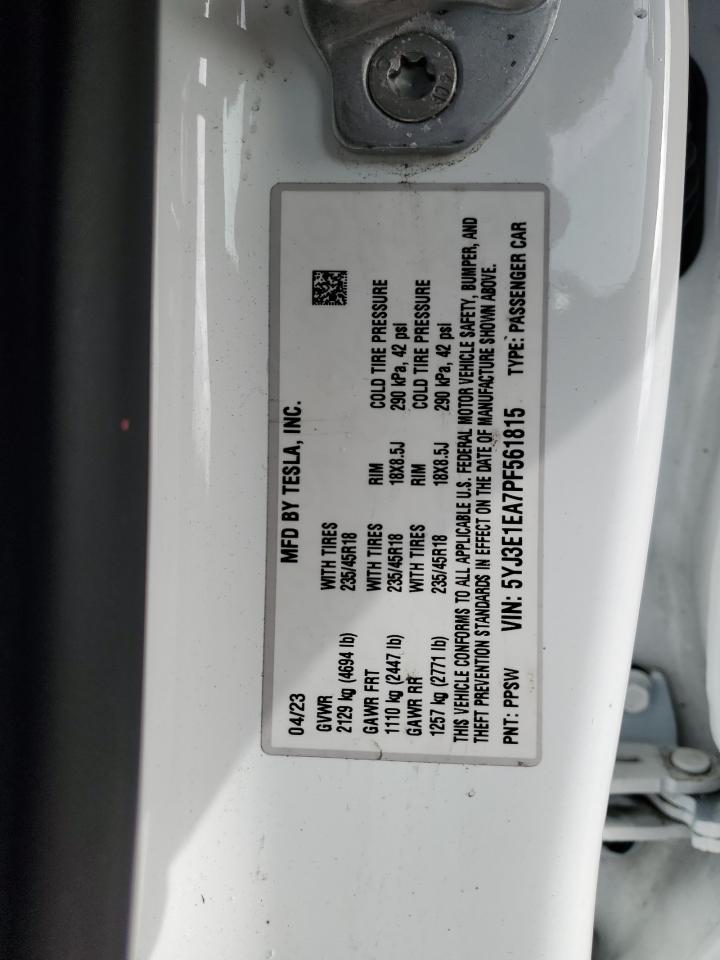 04/23 MFD BY TESLA, INC.
GVWR WITH TIRES
2129 kg (4694 lb) 235/45R18
GAWR FRT WITH TIRES RIM COLD TIRE PRESSURE
1110 kg (2447 lb) 235/45R18 18X8.5J 290 kPa, 42 psi
GAWR RR WITH TIRES RIM COLD TIRE PRESSURE
1257 kg (2771 lb) 235/45R18 18X8.5J 290 kPa, 42 psi
THIS VEHICLE CONFORMS TO ALL APPLICABLE U.S. FEDERAL MOTOR VEHICLE SAFETY, BUMPER, AND
THEFT PREVENTION STANDARDS IN EFFECT ON THE DATE OF MANUFACTURE SHOWN ABOVE.
PNT: PPSW VIN: 5YJ3E1EA7PF561815 TYPE: PASSENGER CAR